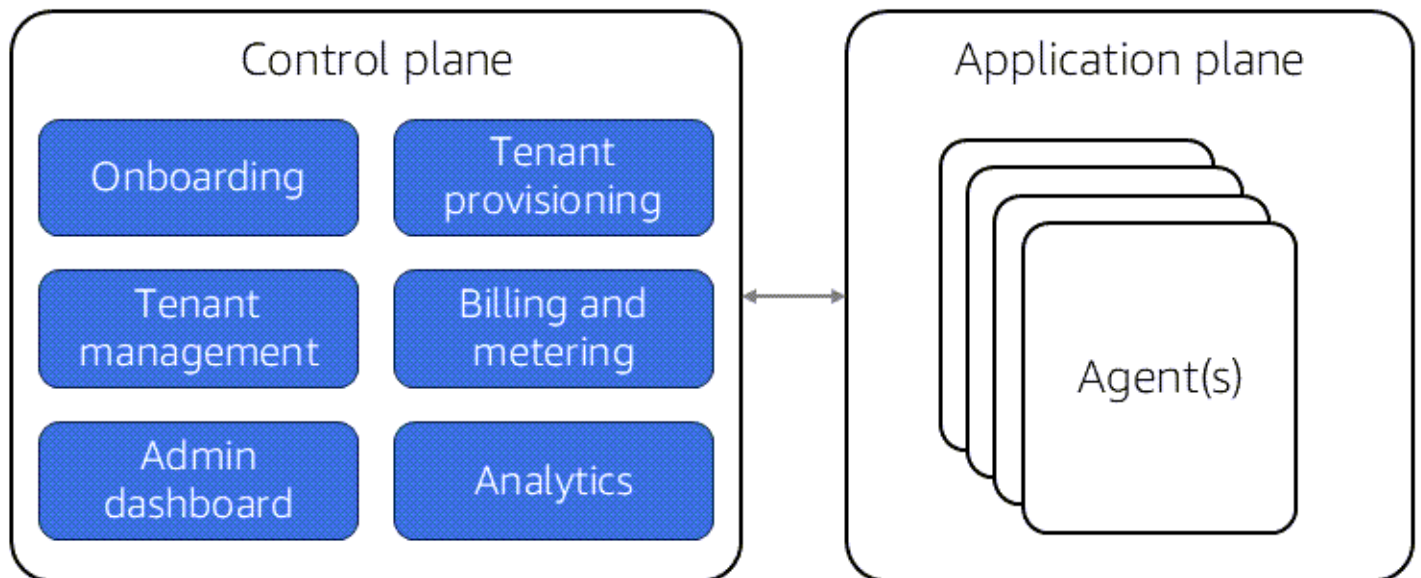 Control plane
Onboarding
Tenant
provisioning
Tenant
management
Billing and
metering
Admin
dashboard
Analytics
Application plane
Agent(s)